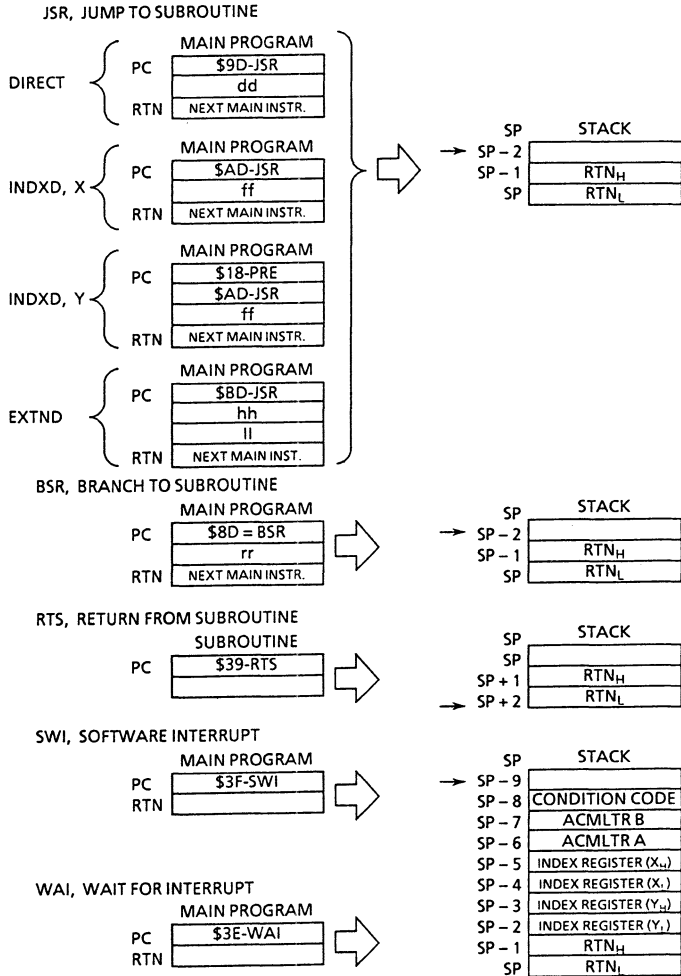 JSR, JUMP TO SUBROUTINE
MAIN PROGRAM
DIRECT
PC $9D-JSR
dd
RTN NEXT MAIN INSTR.
MAIN PROGRAM
INDXD, X
PC $AD-JSR
ff
RTN NEXT MAIN INSTR.
MAIN PROGRAM
INDXD, Y
PC $18-PRE
$AD-JSR
ff
RTN NEXT MAIN INSTR.
MAIN PROGRAM
EXTND
PC $BD-JSR
hh
ll
RTN NEXT MAIN INST.
SP STACK
SP – 2
SP – 1 RTNH
SP RTNL
BSR, BRANCH TO SUBROUTINE
MAIN PROGRAM
PC $8D = BSR
rr
RTN NEXT MAIN INSTR.
SP STACK
SP – 2
SP – 1 RTNH
SP RTNL
RTS, RETURN FROM SUBROUTINE
SUBROUTINE
PC $39-RTS
SP STACK
SP
SP + 1 RTNH
SP + 2 RTNL
SWI, SOFTWARE INTERRUPT
MAIN PROGRAM
PC $3F-SWI
RTN
WAI, WAIT FOR INTERRUPT
MAIN PROGRAM
PC $3E-WAI
RTN
SP STACK
SP – 9
SP – 8 CONDITION CODE
SP – 7 ACMLTR B
SP – 6 ACMLTR A
SP – 5 INDEX REGISTER (XH)
SP – 4 INDEX REGISTER (XL)
SP – 3 INDEX REGISTER (YH)
SP – 2 INDEX REGISTER (YL)
SP – 1 RTNH
SP RTNL